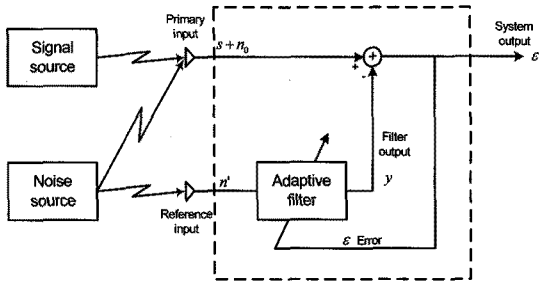 Primary
input
Signal
source
s + n₀
+
+
-
System
output
ε
Filter
output
y
Noise
source
n'
Reference
input
Adaptive
filter
ε Error